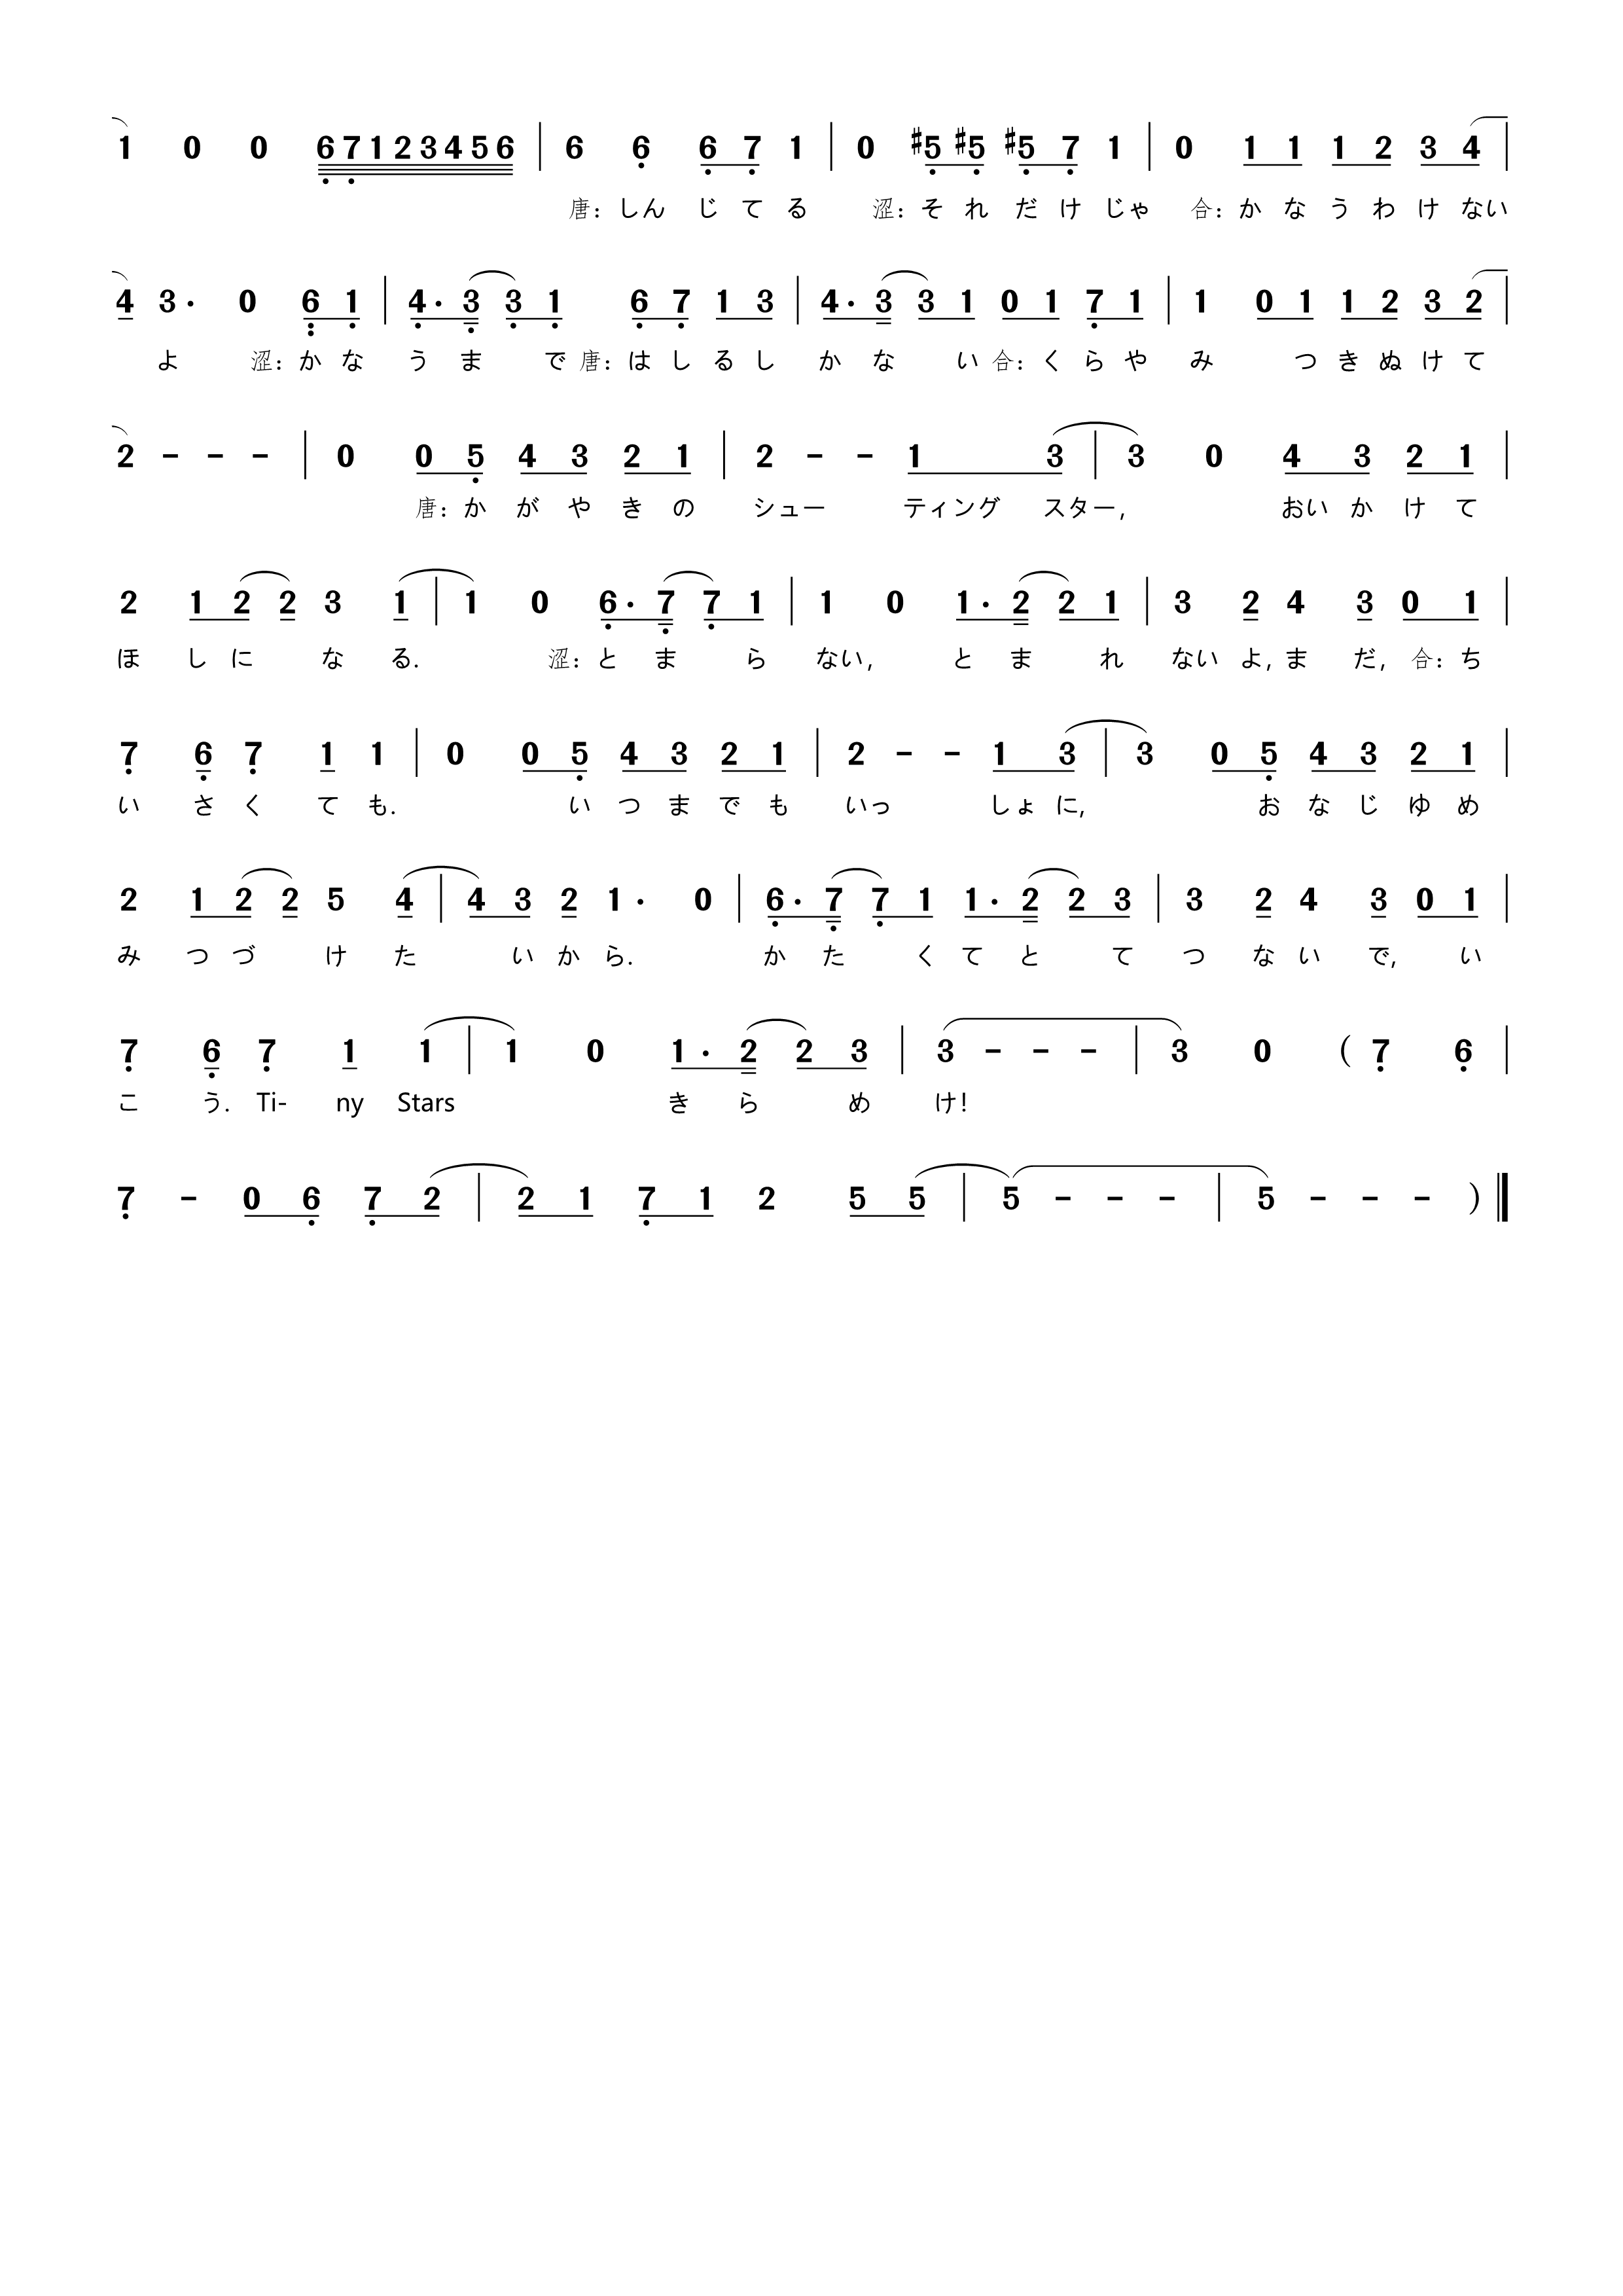 1 0 0 6 7 1 2 3 4 5 6 | 6 6 6 7 1 | 0 #5 #5 #5 7 1 | 0 1 1 1 2 3 4 |
唐: しん じ て る 涩: そ れ だ け じゃ 合: か な う わ け ない
4 3 · 0 6 1 | 4 · 3 3 1 6 7 1 3 | 4 · 3 3 1 0 1 7 1 | 1 0 1 1 2 3 2 |
よ 涩: か な う ま で 唐: は し る し か な い 合: く ら や み つ き ぬ け て
2 - - - | 0 0 5 4 3 2 1 | 2 - - 1 3 | 3 0 4 3 2 1 |
唐: か が や き の シュー ティング スター, おい か け て
2 1 2 2 3 1 | 1 0 6 · 7 7 1 | 1 0 1 · 2 2 1 | 3 2 4 3 0 1 |
ほ し に な る. 涩: と ま ら ない, と ま れ ない よ, ま だ, 合: ち
7 6 7 1 1 | 0 0 5 4 3 2 1 | 2 - - 1 3 | 3 0 5 4 3 2 1 |
い さ く て も. い つ ま で も いっ しょ に, お な じ ゆ め
2 1 2 2 5 4 | 4 3 2 1 · 0 | 6 · 7 7 1 1 · 2 2 3 | 3 2 4 3 0 1 |
み つ づ け た い か ら. か た く て と て つ な い で, い
7 6 7 1 1 | 1 0 1 · 2 2 3 | 3 - - - | 3 0 ( 7 6 |
こ う. Ti- ny Stars き ら め け!
7 - 0 6 7 2 | 2 1 7 1 2 5 5 | 5 - - - | 5 - - - )